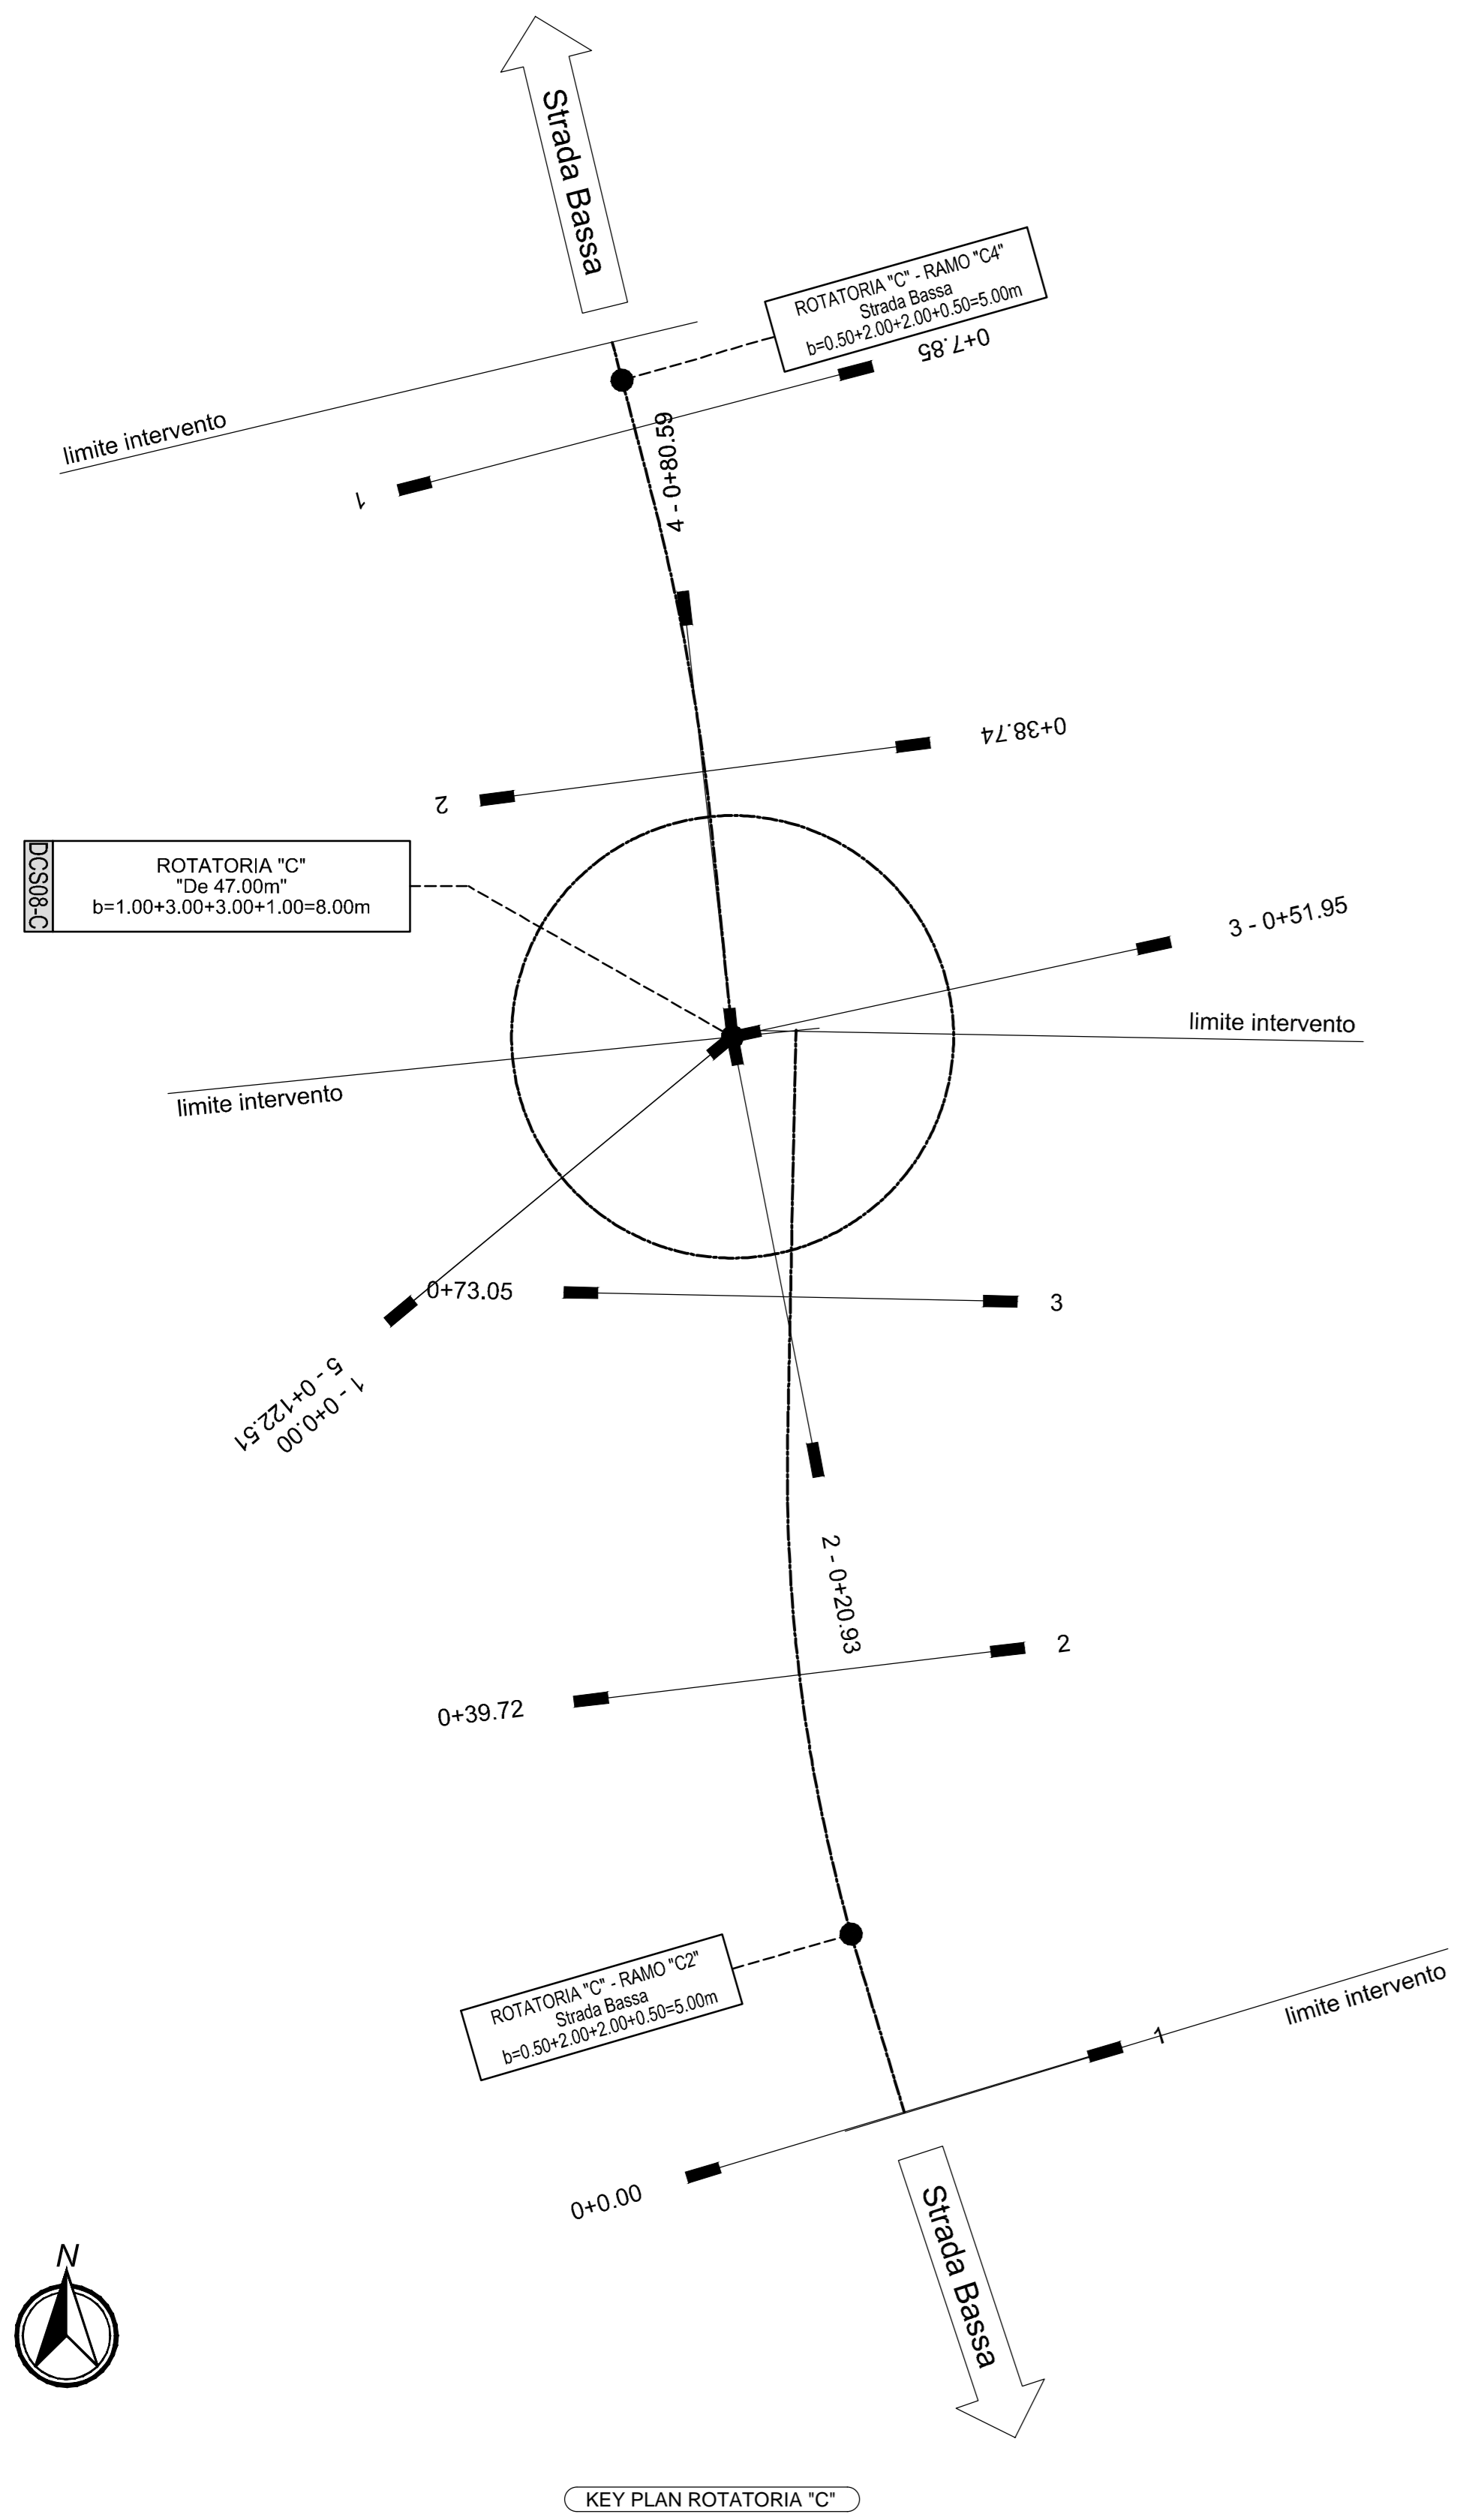 Strada Bassa
ROTATORIA "C" - RAMO "C4"
Strada Bassa
b=0.50+2.00+2.00+0.50=5.00m
0+7.85
limite intervento
1
4 - 0+80.59
0+38.74
2
DCS08-C
ROTATORIA "C"
"De 47.00m"
b=1.00+3.00+3.00+1.00=8.00m
3 - 0+51.95
limite intervento
limite intervento
0+73.05
3
1 - 0+0.00
5 - 0+122.51
2 - 0+20.93
2
0+39.72
ROTATORIA "C" - RAMO "C2"
Strada Bassa
b=0.50+2.00+2.00+0.50=5.00m
limite intervento
1
0+0.00
Strada Bassa
N
KEY PLAN ROTATORIA "C"